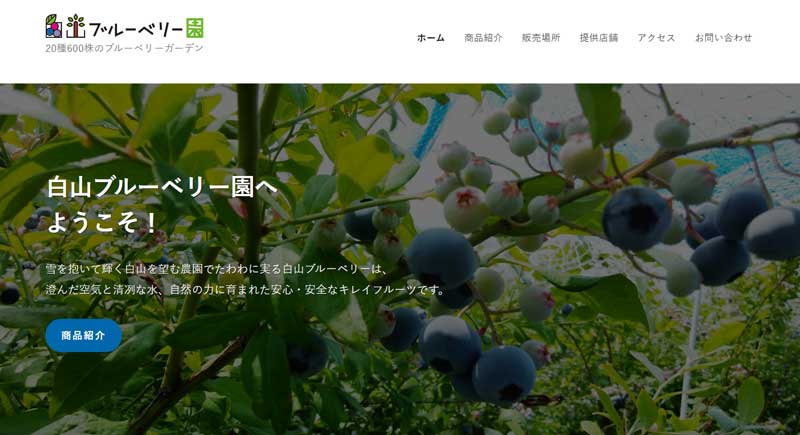 白山ブルーベリー園
20種600株のブルーベリーガーデン
ホーム 商品紹介 販売場所 提供店舗 アクセス お問い合わせ
白山ブルーベリー園へ
ようこそ！
雪を抱いて輝く白山を望む農園でたわわに実る白山ブルーベリーは、
澄んだ空気と清冽な水、自然の力に育まれた安心・安全なキレイフルーツです。
商品紹介